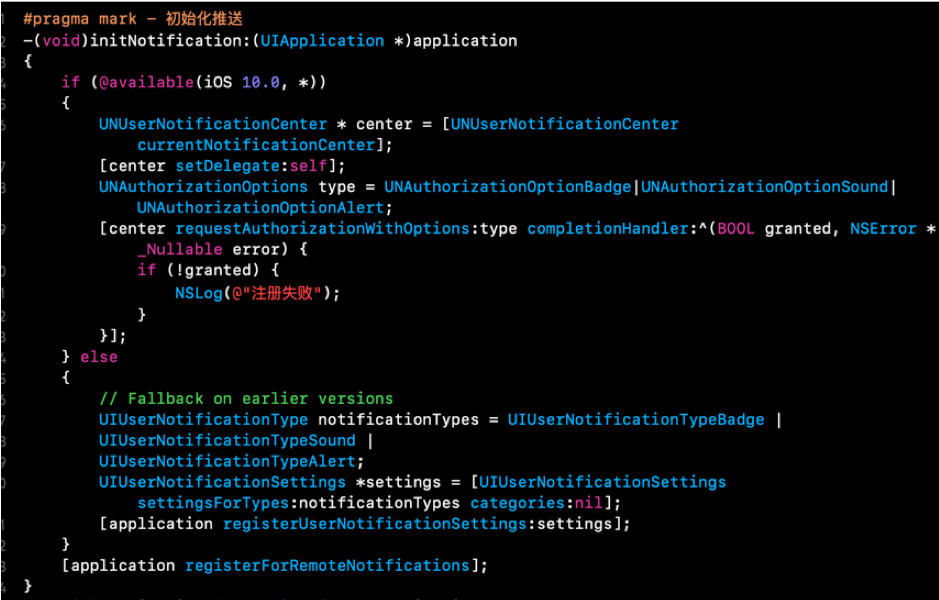 #pragma mark — 初始化推送
-(void)initNotification:(UIApplication *)application
{
if (@available(iOS 10.0, *))
{
UNUserNotificationCenter * center = [UNUserNotificationCenter
currentNotificationCenter];
[center setDelegate:self];
UNAuthorizationOptions type = UNAuthorizationOptionBadge|UNAuthorizationOptionSound|
UNAuthorizationOptionAlert;
[center requestAuthorizationWithOptions:type completionHandler:^(BOOL granted, NSError *
_Nullable error) {
if (!granted) {
NSLog(@"注册失败");
}
}];
} else
{
// Fallback on earlier versions
UIUserNotificationType notificationTypes = UIUserNotificationTypeBadge |
UIUserNotificationTypeSound |
UIUserNotificationTypeAlert;
UIUserNotificationSettings *settings = [UIUserNotificationSettings
settingsForTypes:notificationTypes categories:nil];
[application registerUserNotificationSettings:settings];
}
[application registerForRemoteNotifications];
}